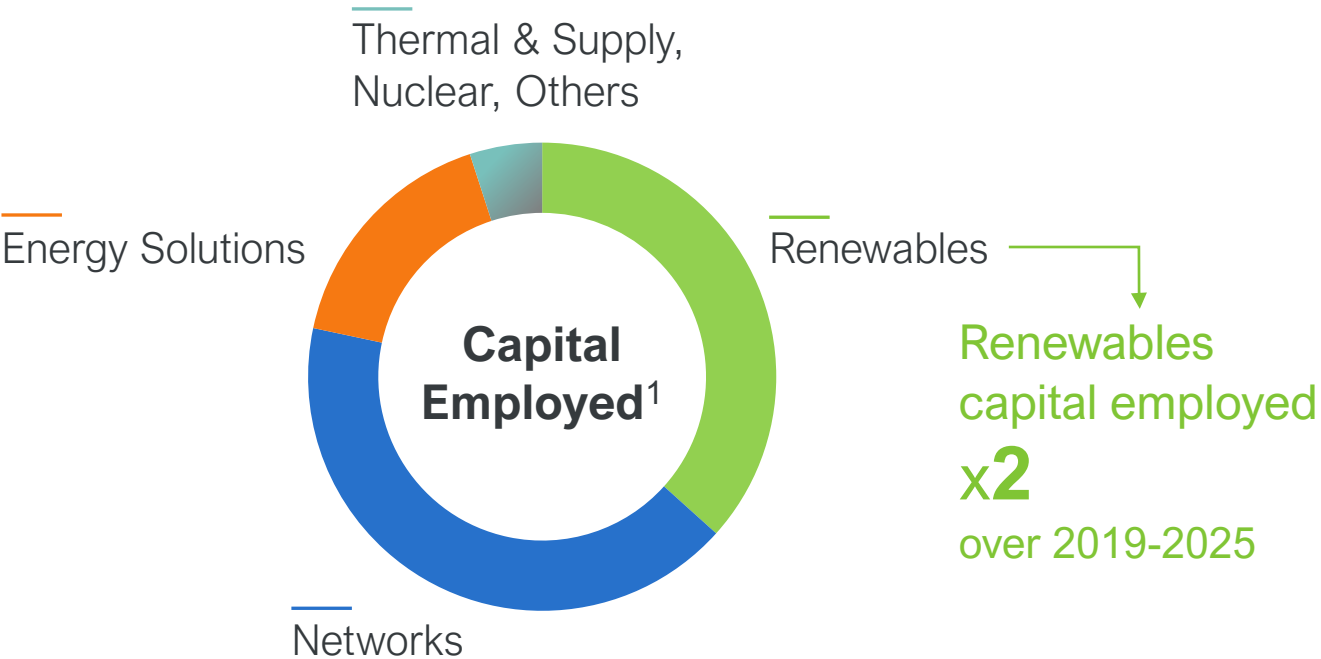 Thermal & Supply,
Nuclear, Others
Energy Solutions
Renewables
Capital
Employed¹
Renewables
capital employed
x2
over 2019-2025
Networks